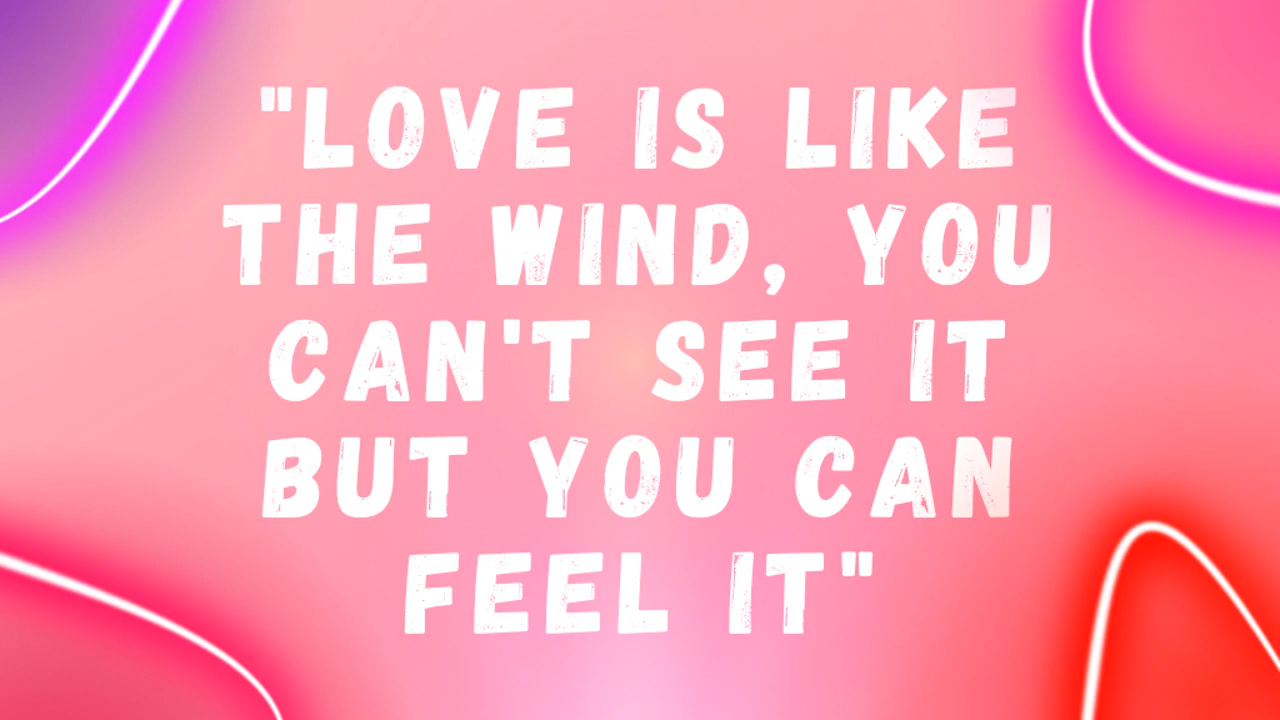 "LOVE IS LIKE
THE WIND, YOU
CAN'T SEE IT
BUT YOU CAN
FEEL IT"